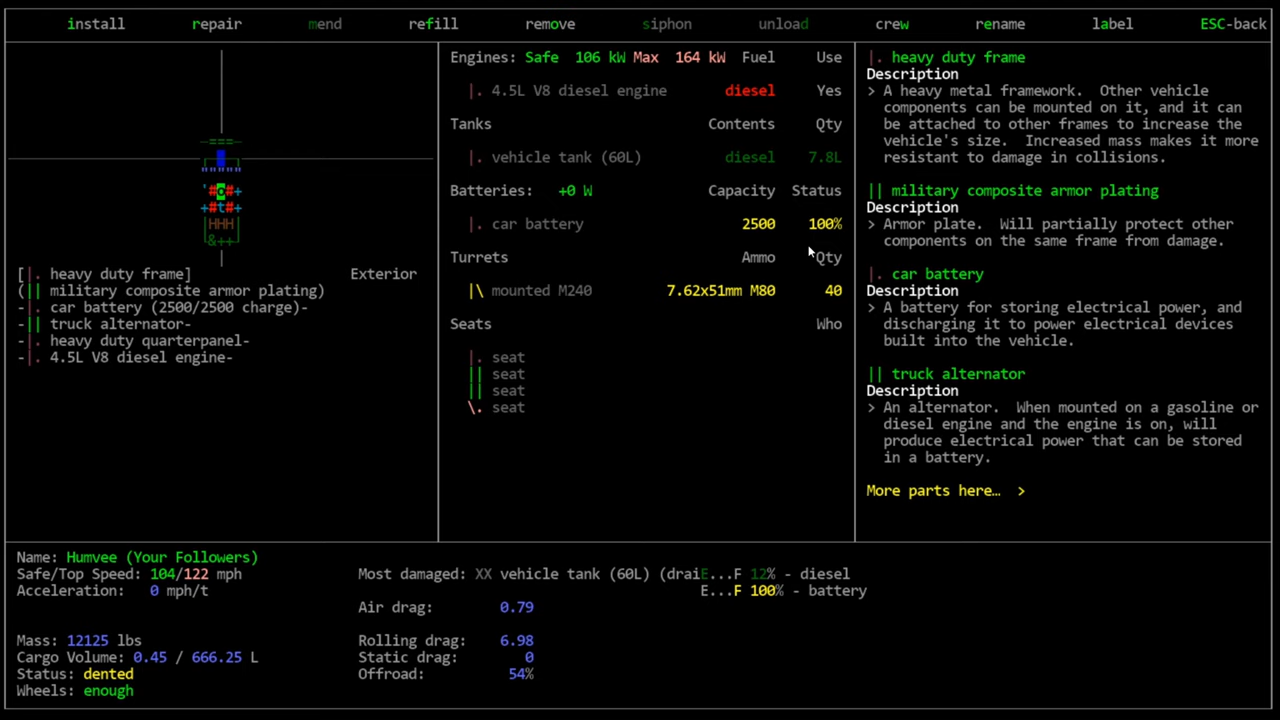 install repair mend refill remove siphon unload crew rename label ESC-back
Engines: Safe 106 kW Max 164 kW Fuel Use
|. 4.5L V8 diesel engine diesel Yes
Tanks Contents Qty
|. vehicle tank (60L) diesel 7.8L
Batteries: +0 W Capacity Status
|. car battery 2500 100%
Turrets Ammo Qty
|\ mounted M240 7.62x51mm M80 40
Seats Who
|. seat
|| seat
|| seat
\. seat
[|. heavy duty frame] Exterior
(|| military composite armor plating)
-|. car battery (2500/2500 charge)-
-|| truck alternator-
-|. heavy duty quarterpanel-
-|. 4.5L V8 diesel engine-
|. heavy duty frame
Description
> A heavy metal framework. Other vehicle
components can be mounted on it, and it can
be attached to other frames to increase the
vehicle's size. Increased mass makes it more
resistant to damage in collisions.
|| military composite armor plating
Description
> Armor plate. Will partially protect other
components on the same frame from damage.
|. car battery
Description
> A battery for storing electrical power, and
discharging it to power electrical devices
built into the vehicle.
|| truck alternator
Description
> An alternator. When mounted on a gasoline or
diesel engine and the engine is on, will
produce electrical power that can be stored
in a battery.
More parts here… >
Name: Humvee (Your Followers)
Safe/Top Speed: 104/122 mph
Acceleration: 0 mph/t
Mass: 12125 lbs
Cargo Volume: 0.45 / 666.25 L
Status: dented
Wheels: enough
Most damaged: XX vehicle tank (60L) (draiE...F 12% - diesel
E...F 100% - battery
Air drag: 0.79
Rolling drag: 6.98
Static drag: 0
Offroad: 54%